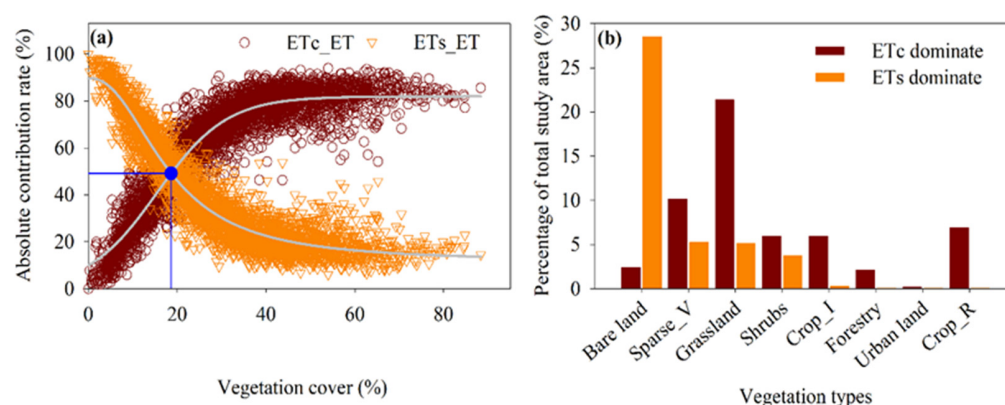 (a)
ETc_ET
ETs_ET
Absolute contribution rate (%)
100
80
60
40
20
0
0
20
40
60
80
Vegetation cover (%)
(b)
ETc dominate
ETs dominate
Percentage of total study area (%)
30
25
20
15
10
5
0
Bare land
Sparse_V
Grassland
Shrubs
Crop_I
Forestry
Urban land
Crop_R
Vegetation types